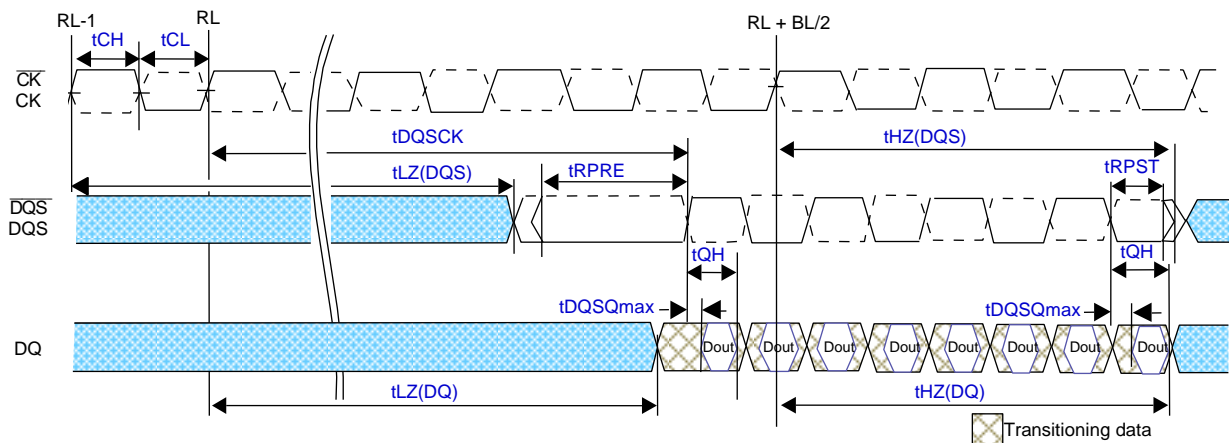 RL-1
RL
RL + BL/2
tCH
tCL
CK
CK
tDQSCK
tHZ(DQS)
tLZ(DQS)
tRPRE
tRPST
DQS
DQS
tQH
tQH
tDQSQmax
tDQSQmax
DQ
Dout
Dout
Dout
Dout
Dout
Dout
Dout
Dout
tLZ(DQ)
tHZ(DQ)
Transitioning data